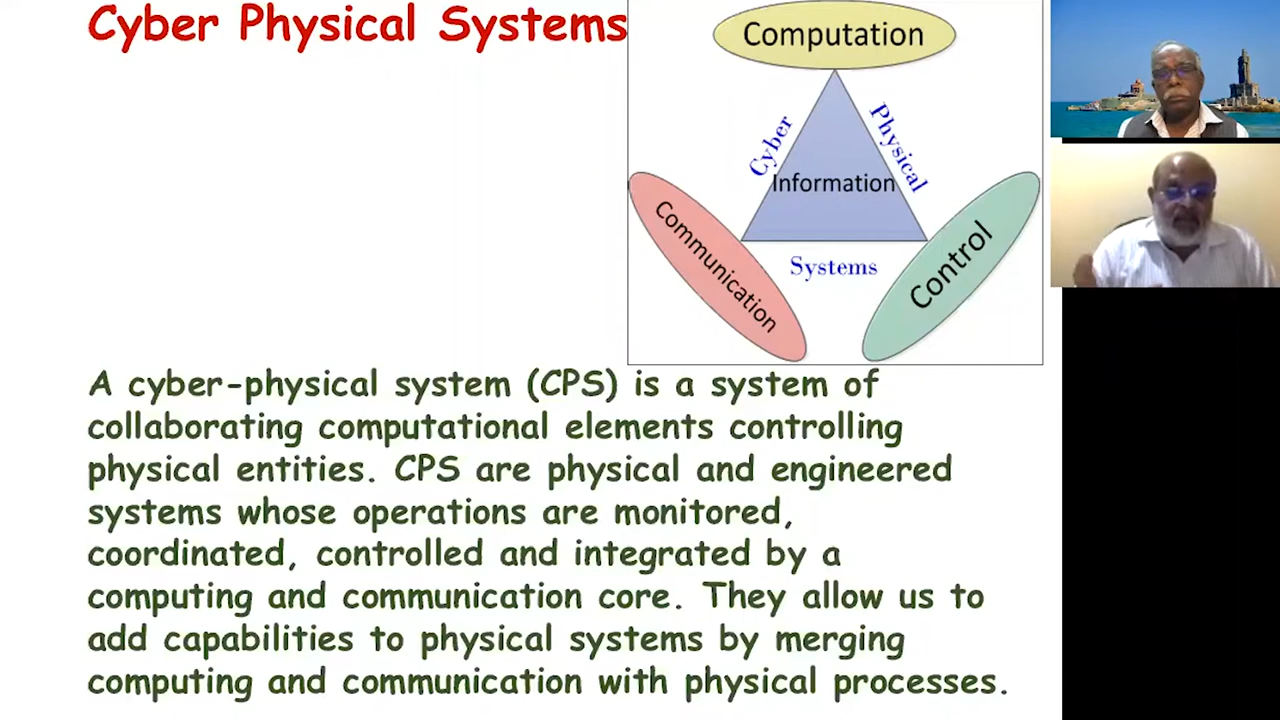 Cyber Physical Systems
Computation
Cyber
Physical
Information
Communication
Systems
Control
A cyber-physical system (CPS) is a system of
collaborating computational elements controlling
physical entities. CPS are physical and engineered
systems whose operations are monitored,
coordinated, controlled and integrated by a
computing and communication core. They allow us to
add capabilities to physical systems by merging
computing and communication with physical processes.